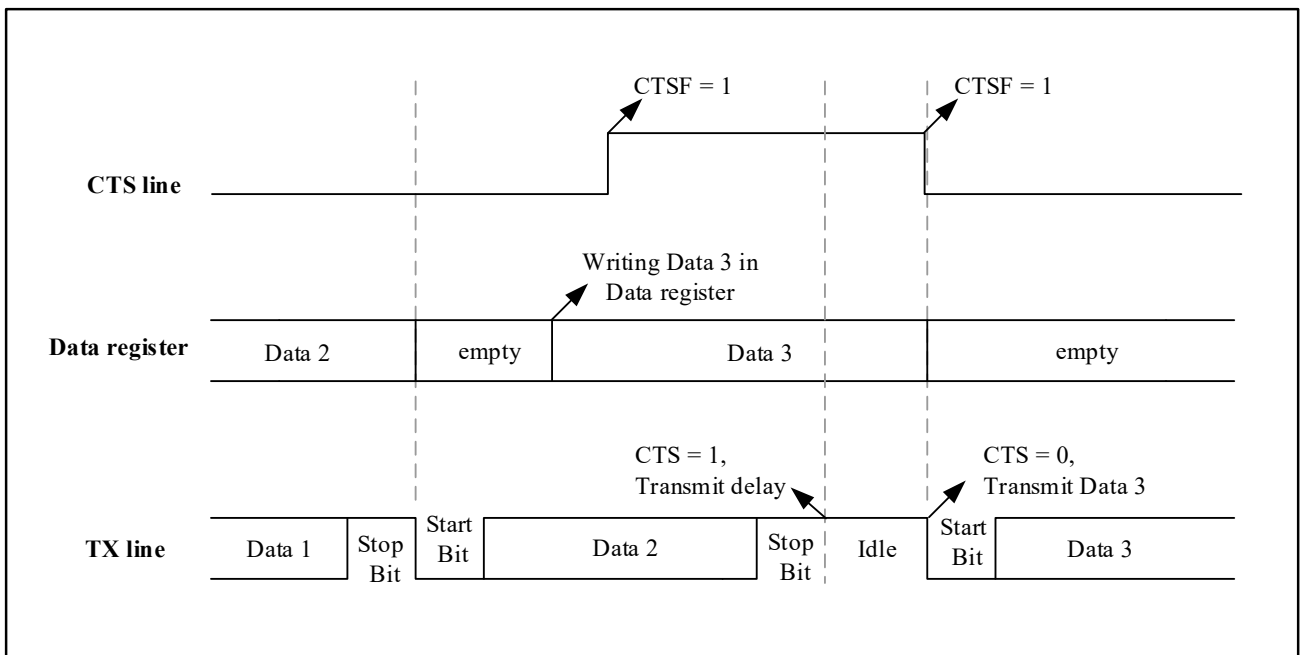 CTSF = 1
CTSF = 1
CTS line
Writing Data 3 in
Data register
Data register
Data 2
empty
Data 3
empty
CTS = 1,
Transmit delay
CTS = 0,
Transmit Data 3
TX line
Data 1
Stop
Bit
Start
Bit
Data 2
Stop
Bit
Idle
Start
Bit
Data 3